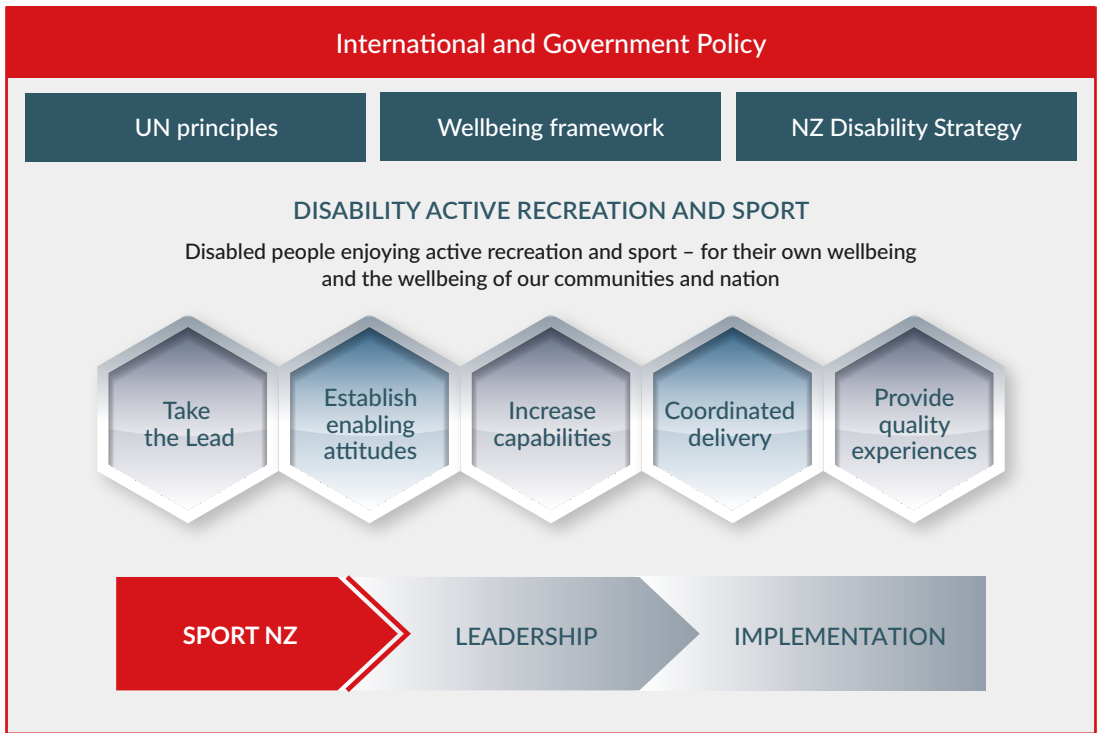 International and Government Policy
UN principles
Wellbeing framework
NZ Disability Strategy
DISABILITY ACTIVE RECREATION AND SPORT
Disabled people enjoying active recreation and sport – for their own wellbeing
and the wellbeing of our communities and nation
Take
the Lead
Establish
enabling
attitudes
Increase
capabilities
Coordinated
delivery
Provide
quality
experiences
SPORT NZ
LEADERSHIP
IMPLEMENTATION